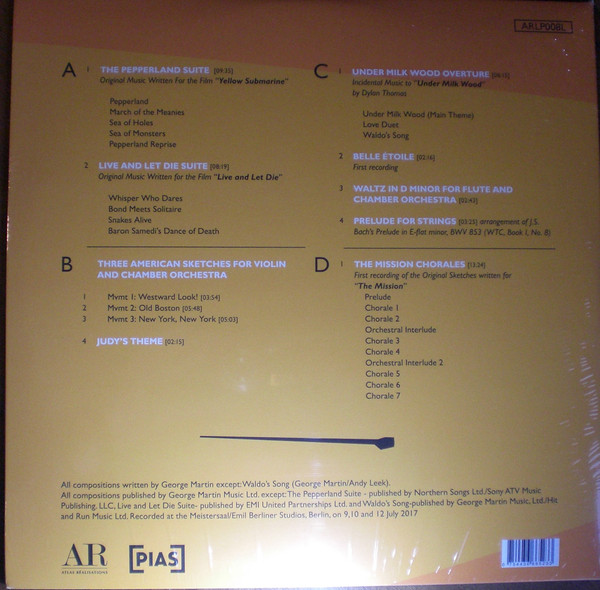 ARLP008L
A
1 THE PEPPERLAND SUITE [09:33]
Original Music Written For the Film "Yellow Submarine"
Pepperland
March of the Meanies
Sea of Holes
Sea of Monsters
Pepperland Reprise
2 LIVE AND LET DIE SUITE [08:19]
Original Music Written for the Film "Live and Let Die"
Whisper Who Dares
Bond Meets Solitaire
Snakes Alive
Baron Samedi's Dance of Death
B
THREE AMERICAN SKETCHES FOR VIOLIN
AND CHAMBER ORCHESTRA
1 Mvmt 1: Westward Look! [03:54]
2 Mvmt 2: Old Boston [05:48]
3 Mvmt 3: New York, New York [05:03]
4 JUDY'S THEME [02:15]
C
1 UNDER MILK WOOD OVERTURE
Incidental Music to "Under Milk Wood"
by Dylan Thomas
Under Milk Wood (Main Theme)
Love Duet
Waldo's Song
2 BELLE ÉTOILE [02:16]
First recording
3 WALTZ IN D MINOR FOR FLUTE AND
CHAMBER ORCHESTRA [03:43]
4 PRELUDE FOR STRINGS [03:23] arrangement of J.S.
Bach's Prelude in E-flat minor, BWV 853 (WTC, Book I, No. 8)
D
1 THE MISSION CHORALES [13:24]
First recording of the Original Sketches written for
"The Mission"
Prelude
Chorale 1
Chorale 2
Orchestral Interlude
Chorale 3
Chorale 4
Orchestral Interlude 2
Chorale 5
Chorale 6
Chorale 7
All compositions written by George Martin except: Waldo's Song (George Martin/Andy Leek).
All compositions published by George Martin Music Ltd. except: The Pepperland Suite - published by Northern Songs Ltd./Sony ATV Music
Publishing. LLC, Live and Let Die Suite- published by EMI United Partnerships Ltd. and Waldo's Song-published by George Martin Music, Ltd./Hit
and Run Music Ltd. Recorded at the Meistersaal/Emil Berliner Studios, Berlin, on 9,10 and 12 July 2017
AR
ATLAS RÉALISATIONS
[PIAS]